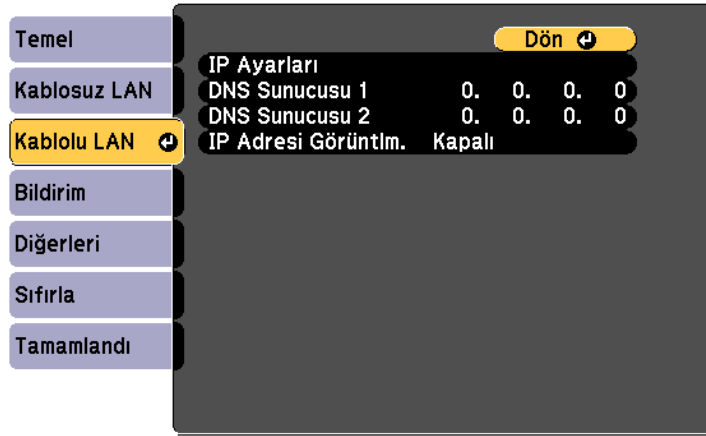 Temel
Kablosuz LAN
Kablolu LAN
Bildirim
Diğerleri
Sıfırla
Tamamlandı
Dön
IP Ayarları
DNS Sunucusu 1 0. 0. 0. 0
DNS Sunucusu 2 0. 0. 0. 0
IP Adresi Görüntlm. Kapalı